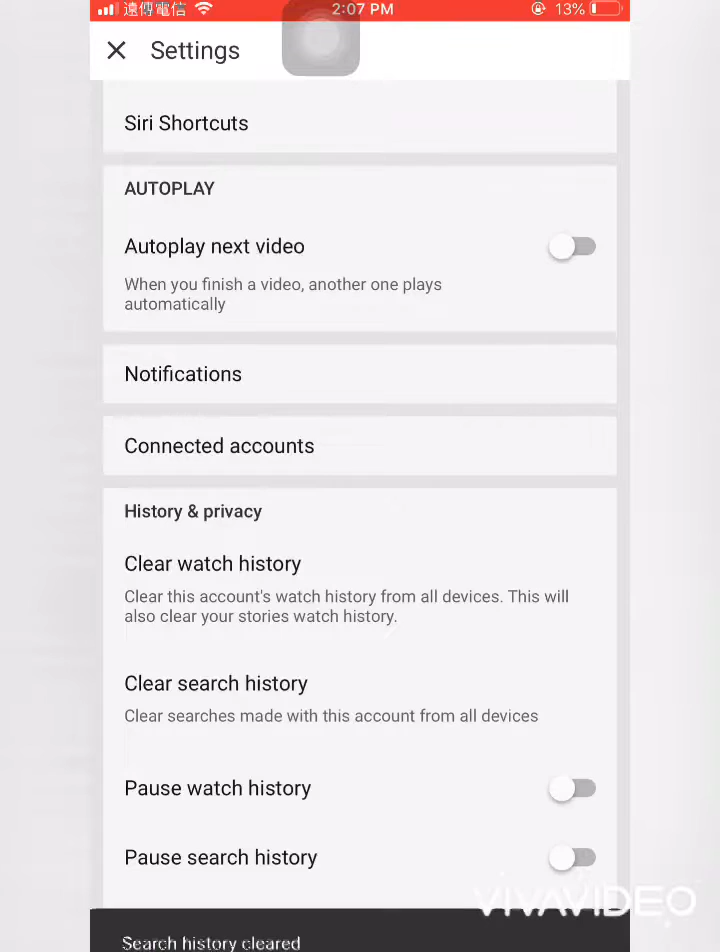 遠傳電信 2:07 PM 13%
Settings
Siri Shortcuts
AUTOPLAY
Autoplay next video
When you finish a video, another one plays
automatically
Notifications
Connected accounts
History & privacy
Clear watch history
Clear this account's watch history from all devices. This will
also clear your stories watch history.
Clear search history
Clear searches made with this account from all devices
Pause watch history
Pause search history
VIVAVIDEO
Search history cleared